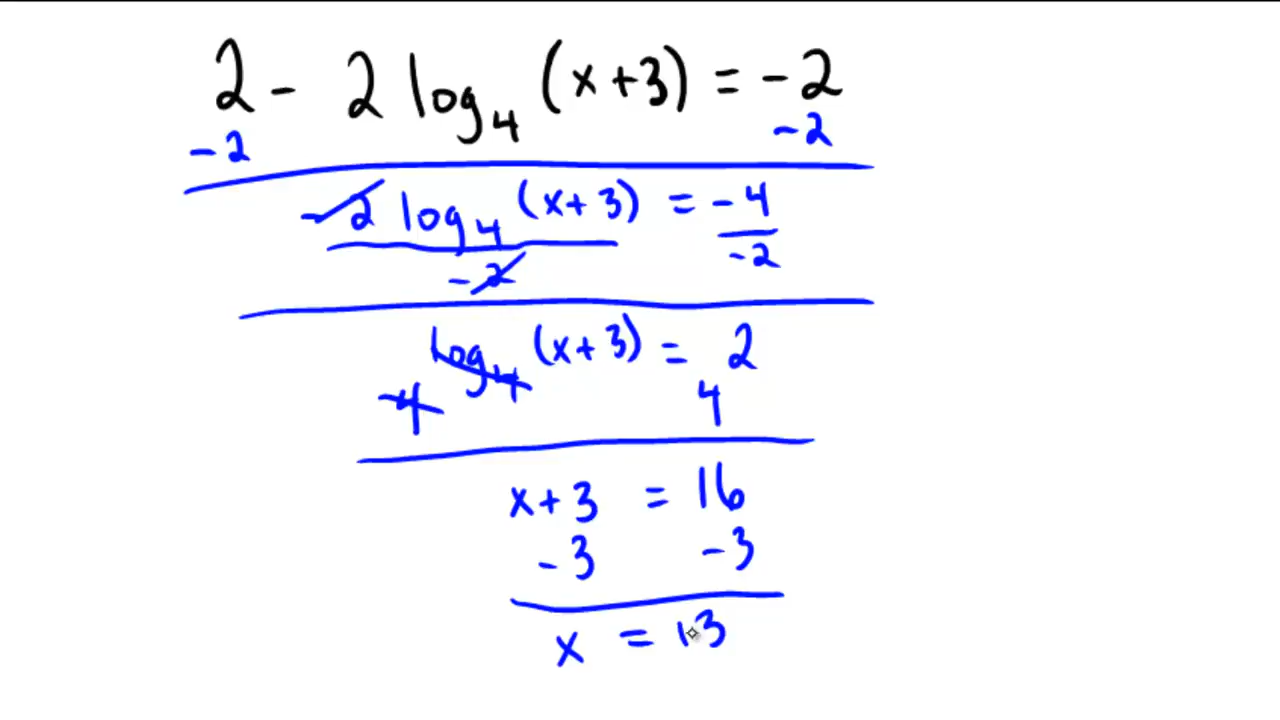 2 - 2 log₄ (x+3) = -2
-2 -2
-2 log₄ (x+3) = -4
-2 -2
log₄ (x+3) = 2
4 4
x+3 = 16
-3 -3
x = 13